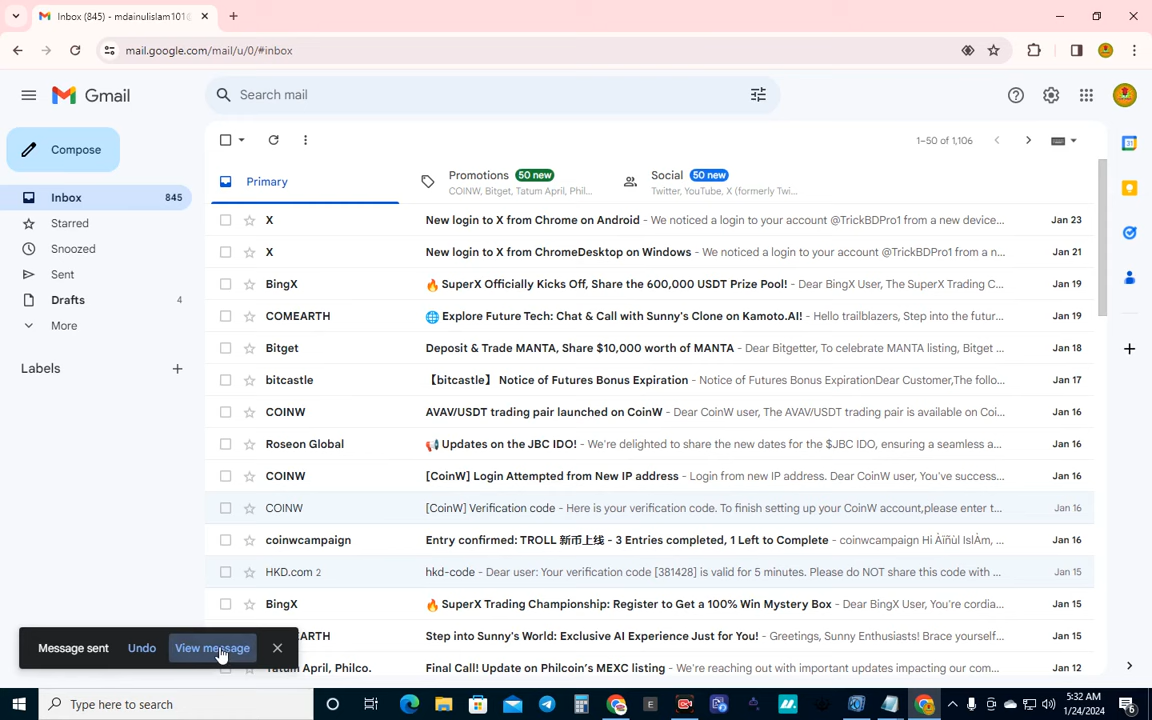 Inbox (845) - mdainulislam101
mail.google.com/mail/u/0/#inbox
Gmail
Search mail
Compose
1–50 of 1,106
Primary
Promotions 50 new
COINW, Bitget, Tatum April, Phil...
Social 50 new
Twitter, YouTube, X (formerly Twi...
Inbox 845
Starred
Snoozed
Sent
Drafts 4
More
Labels
X New login to X from Chrome on Android - We noticed a login to your account @TrickBDPro1 from a new device... Jan 23
X New login to X from ChromeDesktop on Windows - We noticed a login to your account @TrickBDPro1 from a n... Jan 21
BingX 🔥 SuperX Officially Kicks Off, Share the 600,000 USDT Prize Pool! - Dear BingX User, The SuperX Trading C... Jan 19
COMEARTH 🌐 Explore Future Tech: Chat & Call with Sunny's Clone on Kamoto.AI! - Hello trailblazers, Step into the futur... Jan 19
Bitget Deposit & Trade MANTA, Share $10,000 worth of MANTA - Dear Bitgetter, To celebrate MANTA listing, Bitget ... Jan 18
bitcastle 【bitcastle】 Notice of Futures Bonus Expiration - Notice of Futures Bonus ExpirationDear Customer,The follo... Jan 17
COINW AVAV/USDT trading pair launched on CoinW - Dear CoinW user, The AVAV/USDT trading pair is available on Coi... Jan 16
Roseon Global 📢 Updates on the JBC IDO! - We're delighted to share the new dates for the $JBC IDO, ensuring a seamless a... Jan 16
COINW [CoinW] Login Attempted from New IP address - Login from new IP address. Dear CoinW user, You've success... Jan 16
COINW [CoinW] Verification code - Here is your verification code. To finish setting up your CoinW account,please enter t... Jan 16
coinwcampaign Entry confirmed: TROLL 新币上线 - 3 Entries completed, 1 Left to Complete - coinwcampaign Hi Äïñùl IslÄm, ... Jan 16
HKD.com 2 hkd-code - Dear user: Your verification code [381428] is valid for 5 minutes. Please do NOT share this code with ... Jan 15
BingX 🔥 SuperX Trading Championship: Register to Get a 100% Win Mystery Box - Dear BingX User, You're cordia... Jan 15
EARTH Step into Sunny's World: Exclusive AI Experience Just for You! - Greetings, Sunny Enthusiasts! Brace yourself... Jan 15
Tatum April, Philco. Final Call! Update on Philcoin's MEXC listing - We're reaching out with important updates impacting our com... Jan 12
Message sent Undo View message
Type here to search
5:32 AM
1/24/2024
6